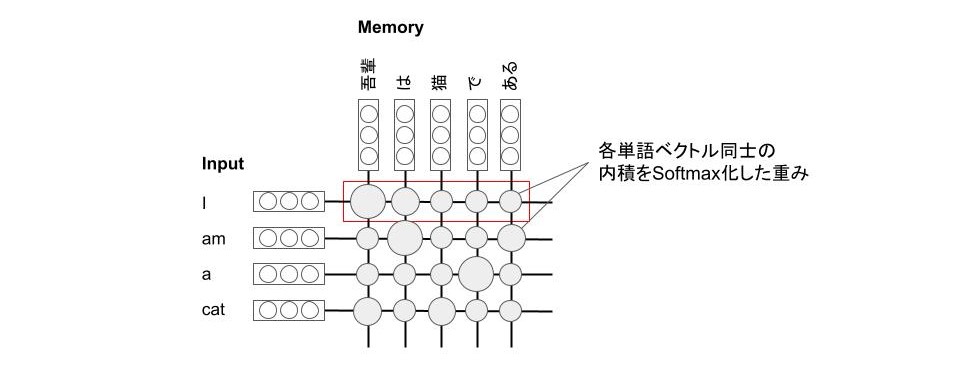 Memory
吾輩
は
猫
で
ある
Input
I
am
a
cat
各単語ベクトル同士の
内積をSoftmax化した重み